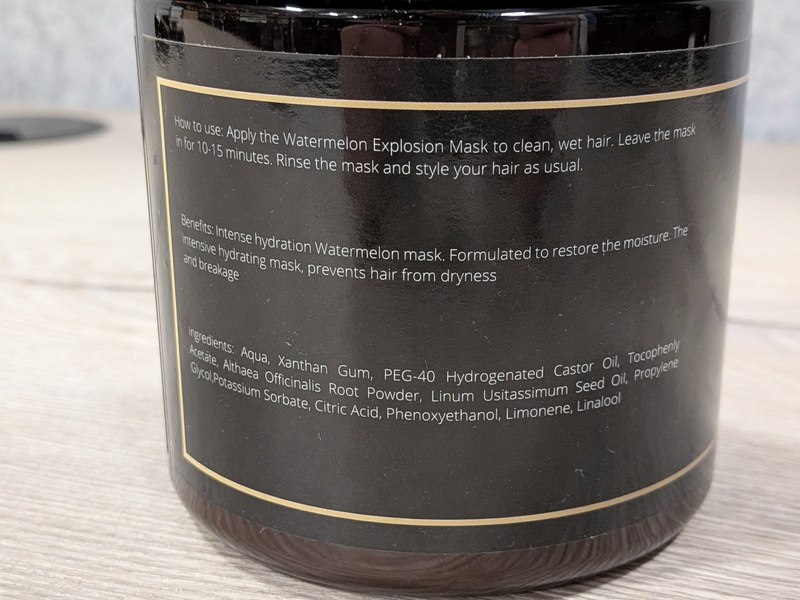 How to use: Apply the Watermelon Explosion Mask to clean, wet hair. Leave the mask
in for 10-15 minutes. Rinse the mask and style your hair as usual.
Benefits: Intense hydration Watermelon mask. Formulated to restore the moisture. The
intensive hydrating mask, prevents hair from dryness
and breakage
Ingredients: Aqua, Xanthan Gum, PEG-40 Hydrogenated Castor Oil, Tocophenly
Acetate, Althaea Officinalis Root Powder, Linum Usitassimum Seed Oil, Propylene
Glycol,Potassium Sorbate, Citric Acid, Phenoxyethanol, Limonene, Linalool